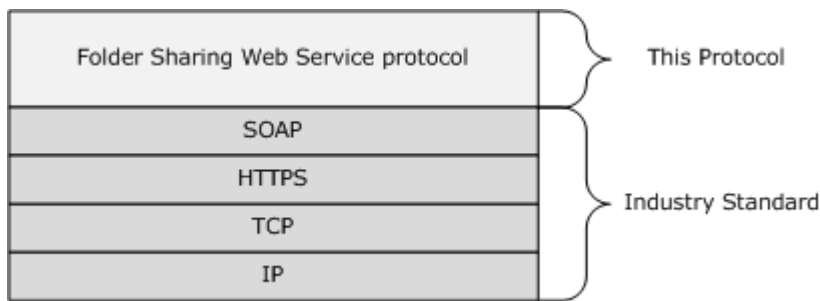 Folder Sharing Web Service protocol
This Protocol
SOAP
HTTPS
TCP
IP
Industry Standard